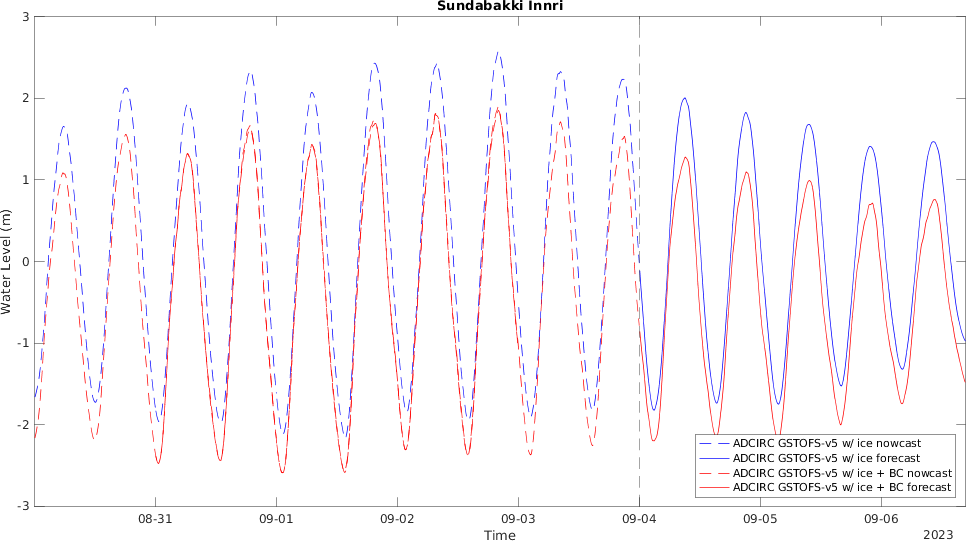 Sundabakki Innri
3
2
1
0
-1
-2
-3
Water Level (m)
08-31
09-01
09-02
09-03
09-04
09-05
09-06
Time
2023
ADCIRC GSTOFS-v5 w/ ice nowcast
ADCIRC GSTOFS-v5 w/ ice forecast
ADCIRC GSTOFS-v5 w/ ice + BC nowcast
ADCIRC GSTOFS-v5 w/ ice + BC forecast